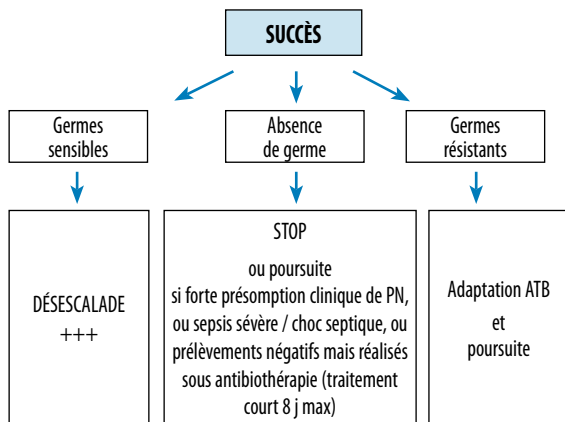 SUCCÈS
Germes
sensibles
Absence
de germe
Germes
résistants
DÉSESCALADE
+++
STOP
ou poursuite
si forte présomption clinique de PN,
ou sepsis sévère / choc septique, ou
prélèvements négatifs mais réalisés
sous antibiothérapie (traitement
court 8 j max)
Adaptation ATB
et
poursuite